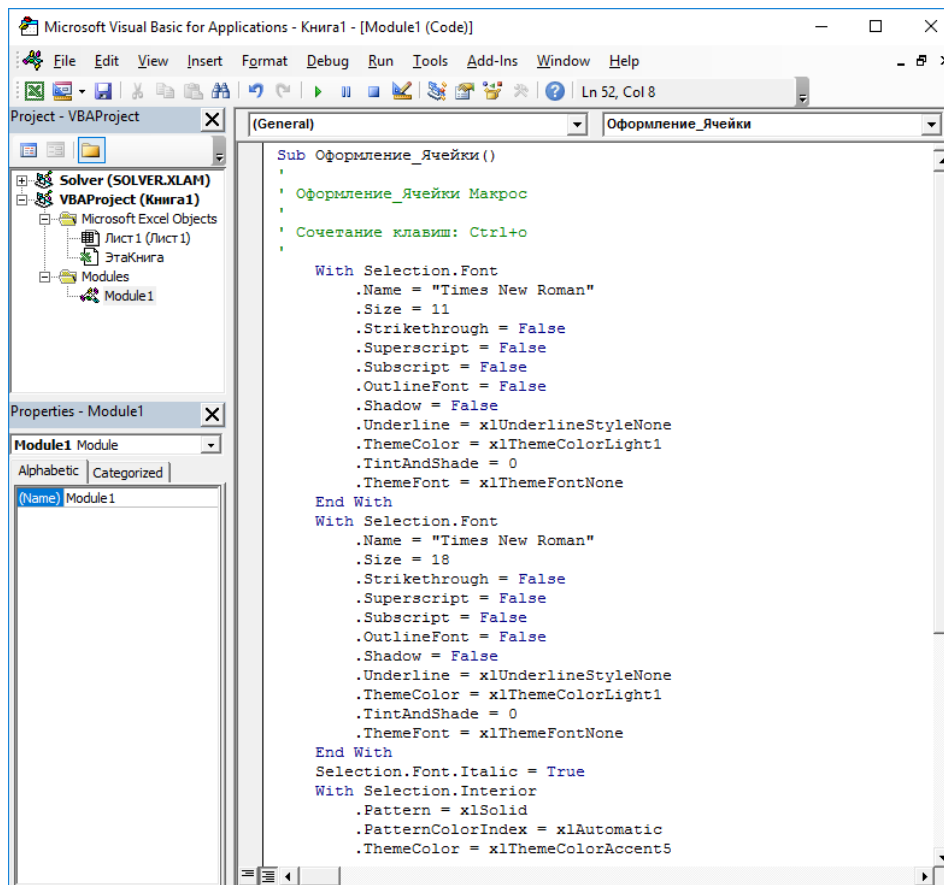 Microsoft Visual Basic for Applications - Книга1 - [Module1 (Code)]
File Edit View Insert Format Debug Run Tools Add-Ins Window Help
Ln 52, Col 8
Project - VBAProject
Solver (SOLVER.XLAM)
VBAProject (Книга1)
Microsoft Excel Objects
Лист1 (Лист1)
ЭтаКнига
Modules
Module1
Properties - Module1
Module1 Module
Alphabetic Categorized
(Name) Module1
(General) Оформление_Ячейки
Sub Оформление_Ячейки()
'
' Оформление_Ячейки Макрос
'
' Сочетание клавиш: Ctrl+o
'
With Selection.Font
.Name = "Times New Roman"
.Size = 11
.Strikethrough = False
.Superscript = False
.Subscript = False
.OutlineFont = False
.Shadow = False
.Underline = xlUnderlineStyleNone
.ThemeColor = xlThemeColorLight1
.TintAndShade = 0
.ThemeFont = xlThemeFontNone
End With
With Selection.Font
.Name = "Times New Roman"
.Size = 18
.Strikethrough = False
.Superscript = False
.Subscript = False
.OutlineFont = False
.Shadow = False
.Underline = xlUnderlineStyleNone
.ThemeColor = xlThemeColorLight1
.TintAndShade = 0
.ThemeFont = xlThemeFontNone
End With
Selection.Font.Italic = True
With Selection.Interior
.Pattern = xlSolid
.PatternColorIndex = xlAutomatic
.ThemeColor = xlThemeColorAccent5